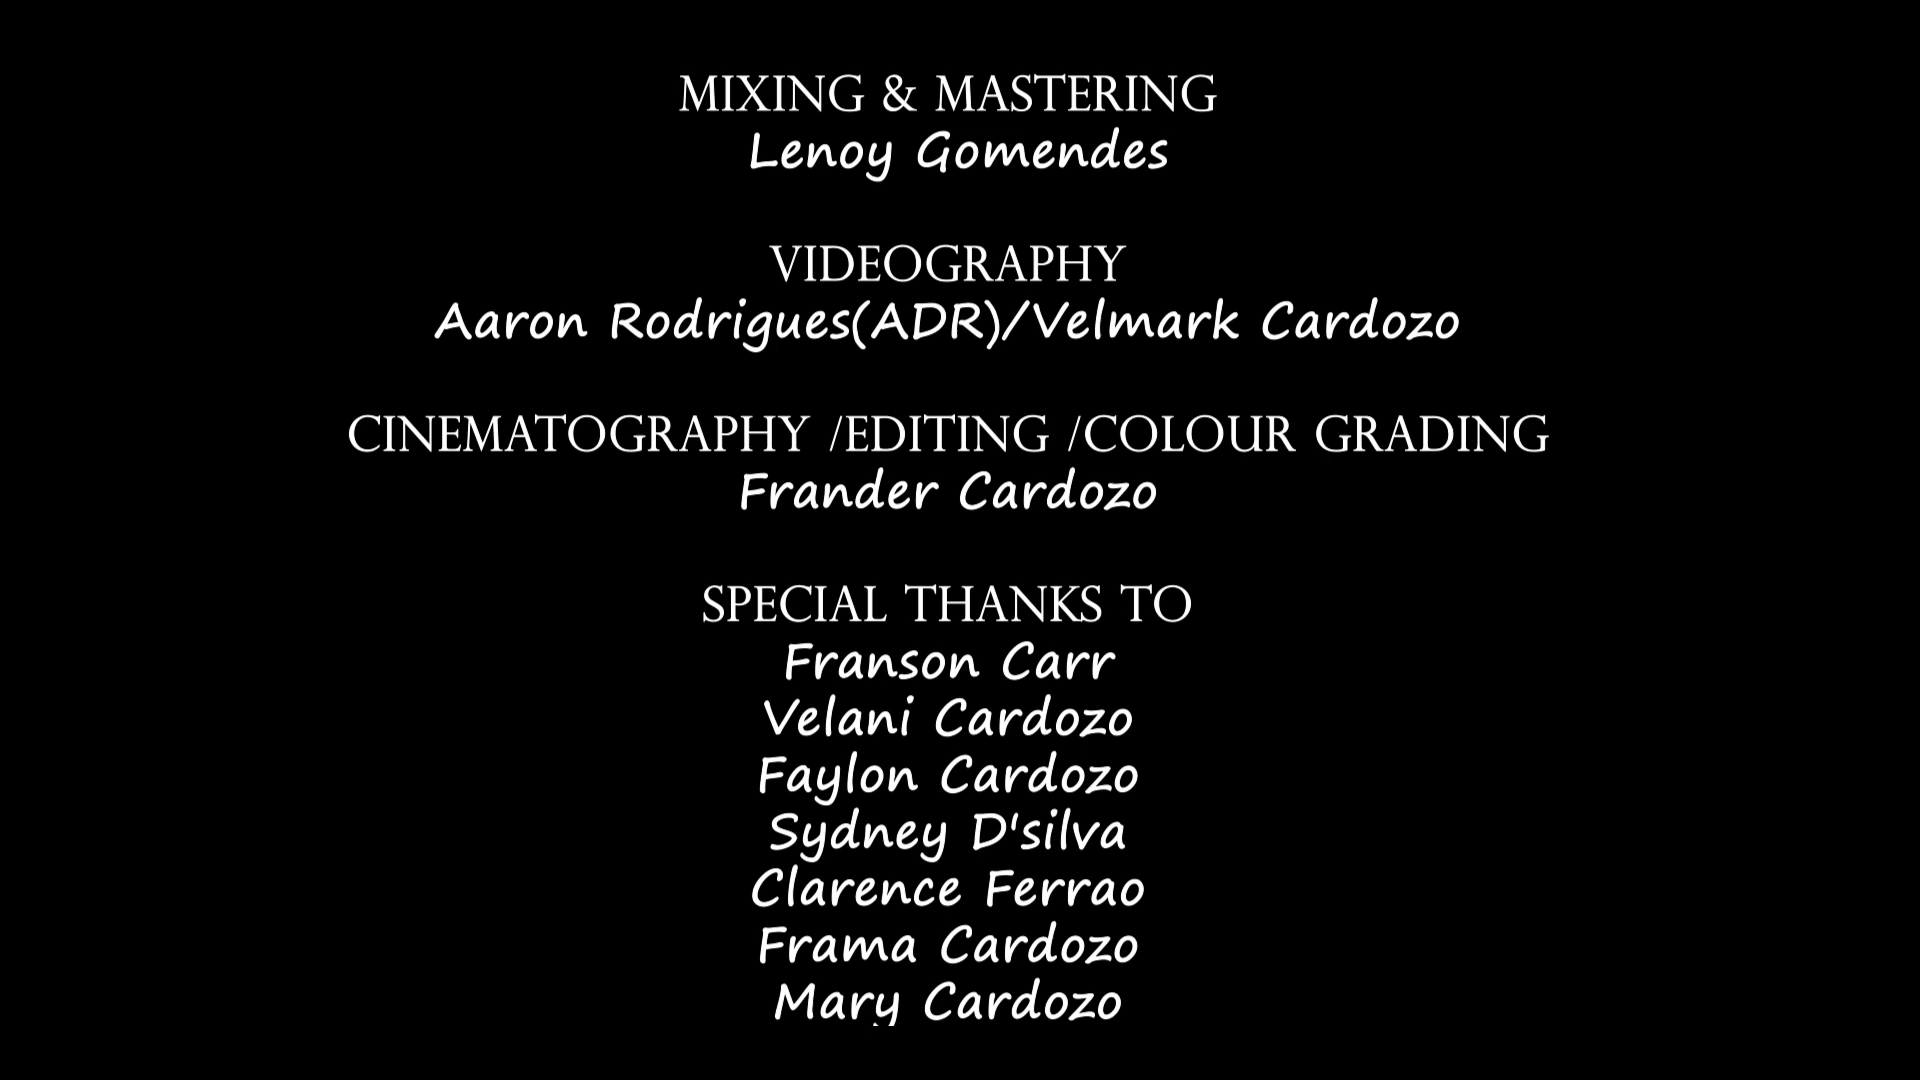 MIXING & MASTERING
Lenoy Gomendes
VIDEOGRAPHY
Aaron Rodrigues(ADR)/Velmark Cardozo
CINEMATOGRAPHY /EDITING /COLOUR GRADING
Frander Cardozo
SPECIAL THANKS TO
Franson Carr
Velani Cardozo
Faylon Cardozo
Sydney D'silva
Clarence Ferrao
Frama Cardozo
Mary Cardozo